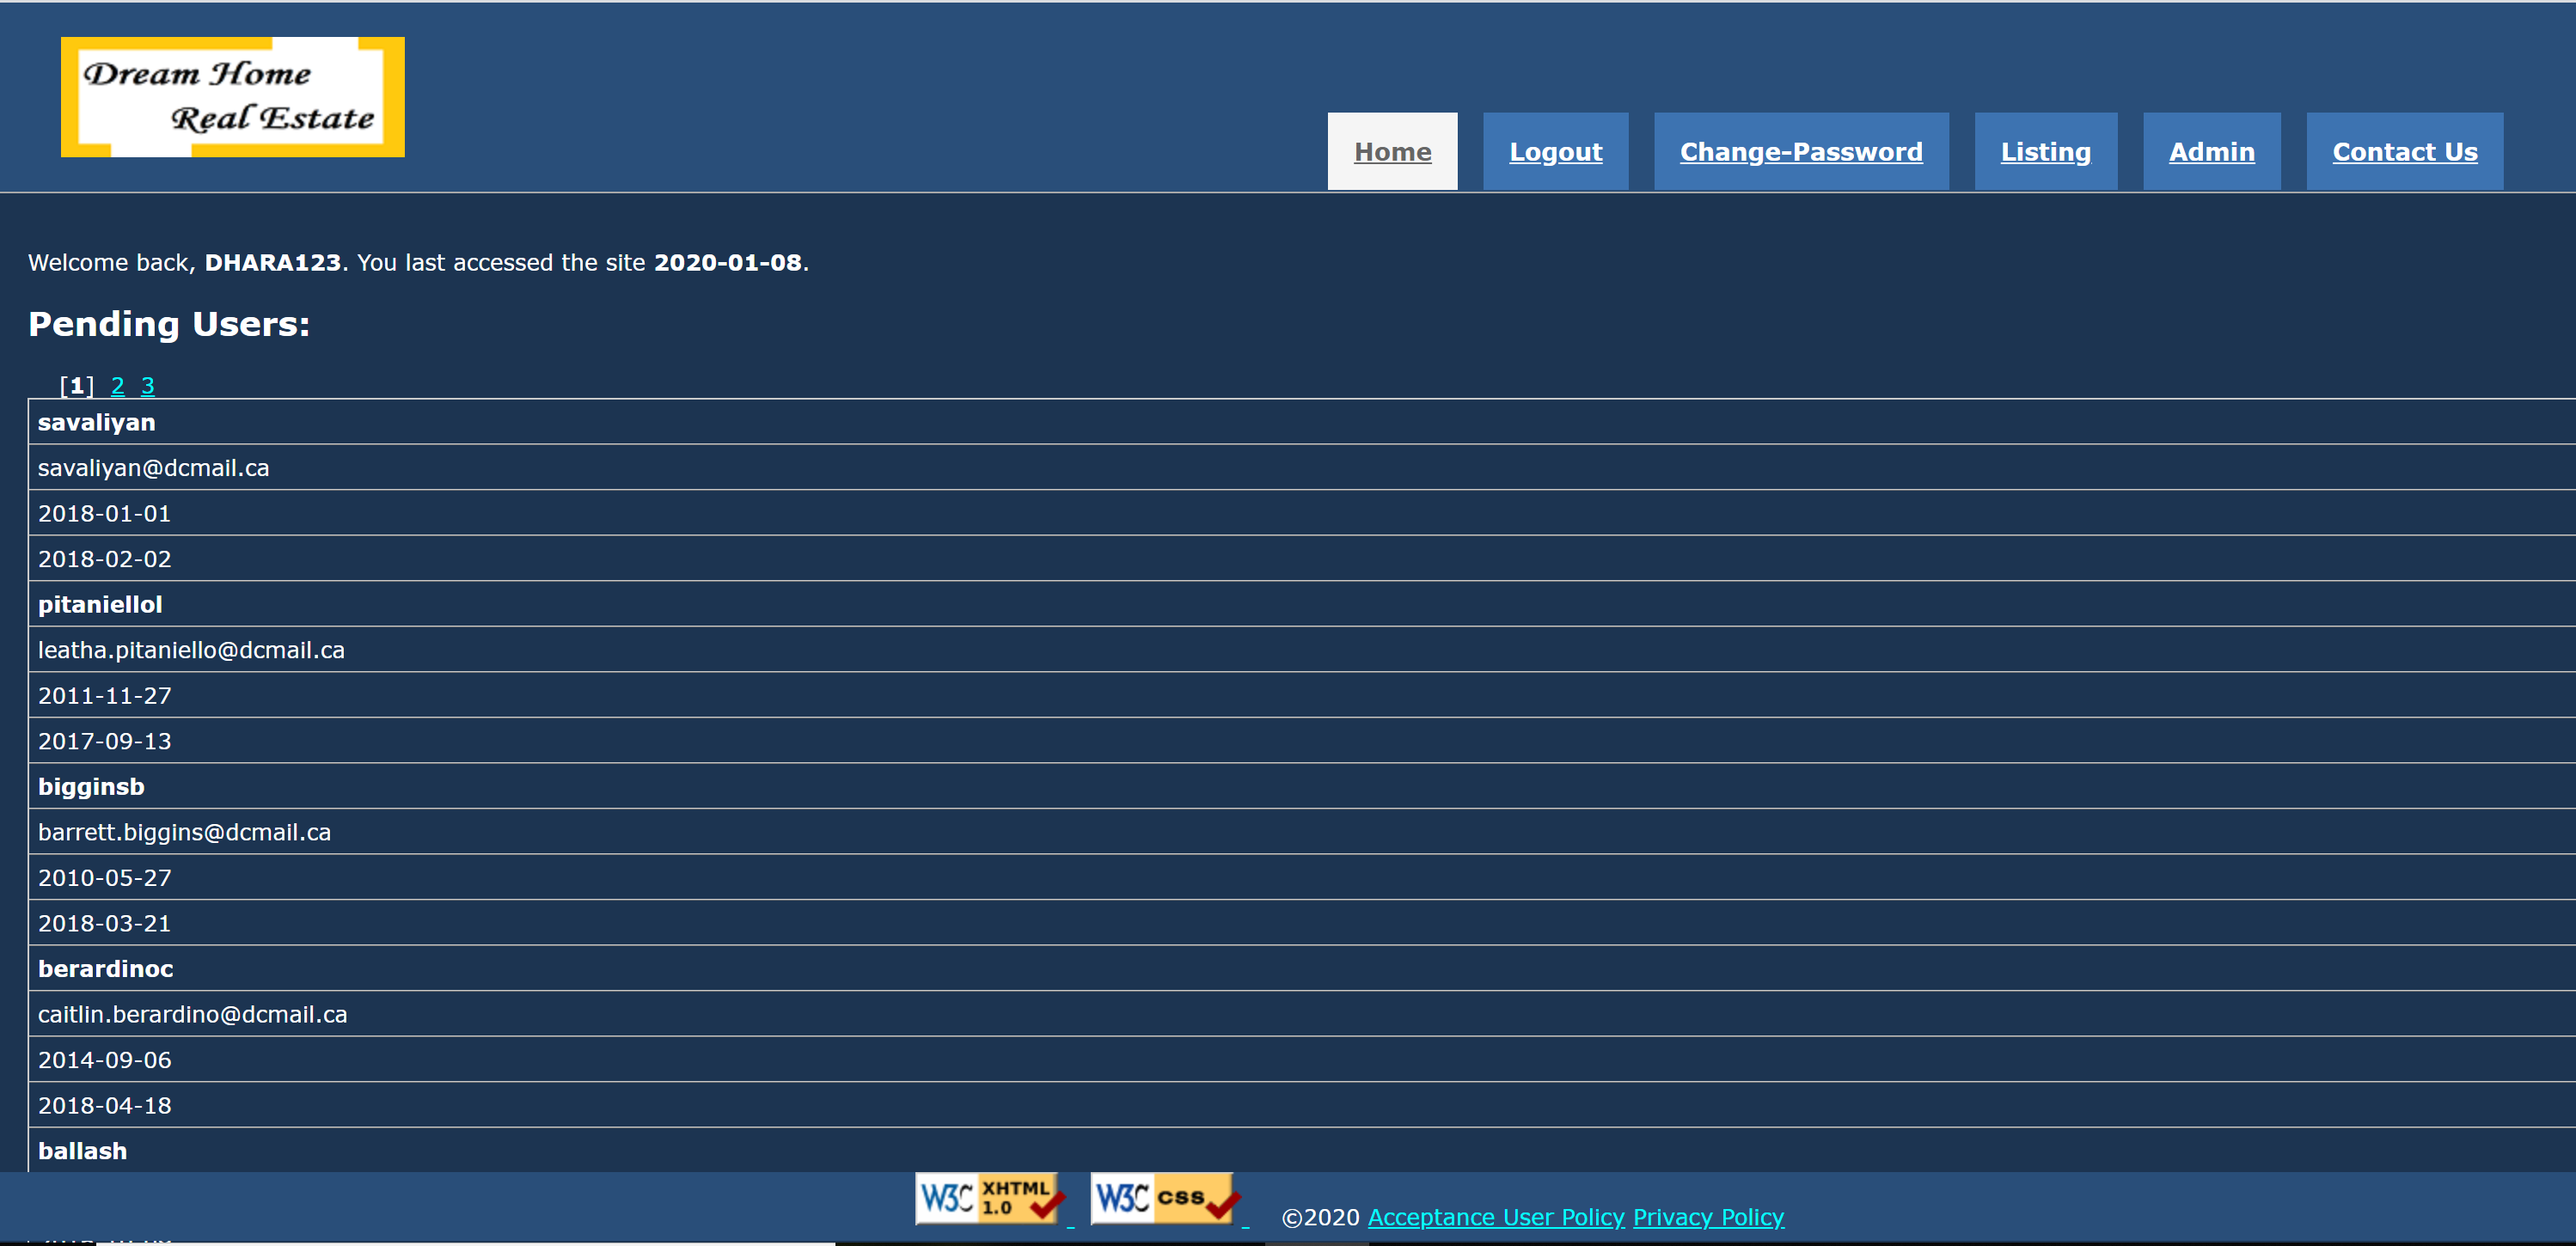 Dream Home
Real Estate
Home Logout Change-Password Listing Admin Contact Us
Welcome back, DHARA123. You last accessed the site 2020-01-08.
Pending Users:
[1] 2 3
savaliyan
savaliyan@dcmail.ca
2018-01-01
2018-02-02
pitaniellol
leatha.pitaniello@dcmail.ca
2011-11-27
2017-09-13
bigginsb
barrett.biggins@dcmail.ca
2010-05-27
2018-03-21
berardinoc
caitlin.berardino@dcmail.ca
2014-09-06
2018-04-18
ballash
W3C XHTML 1.0 W3C CSS ©2020 Acceptance User Policy Privacy Policy